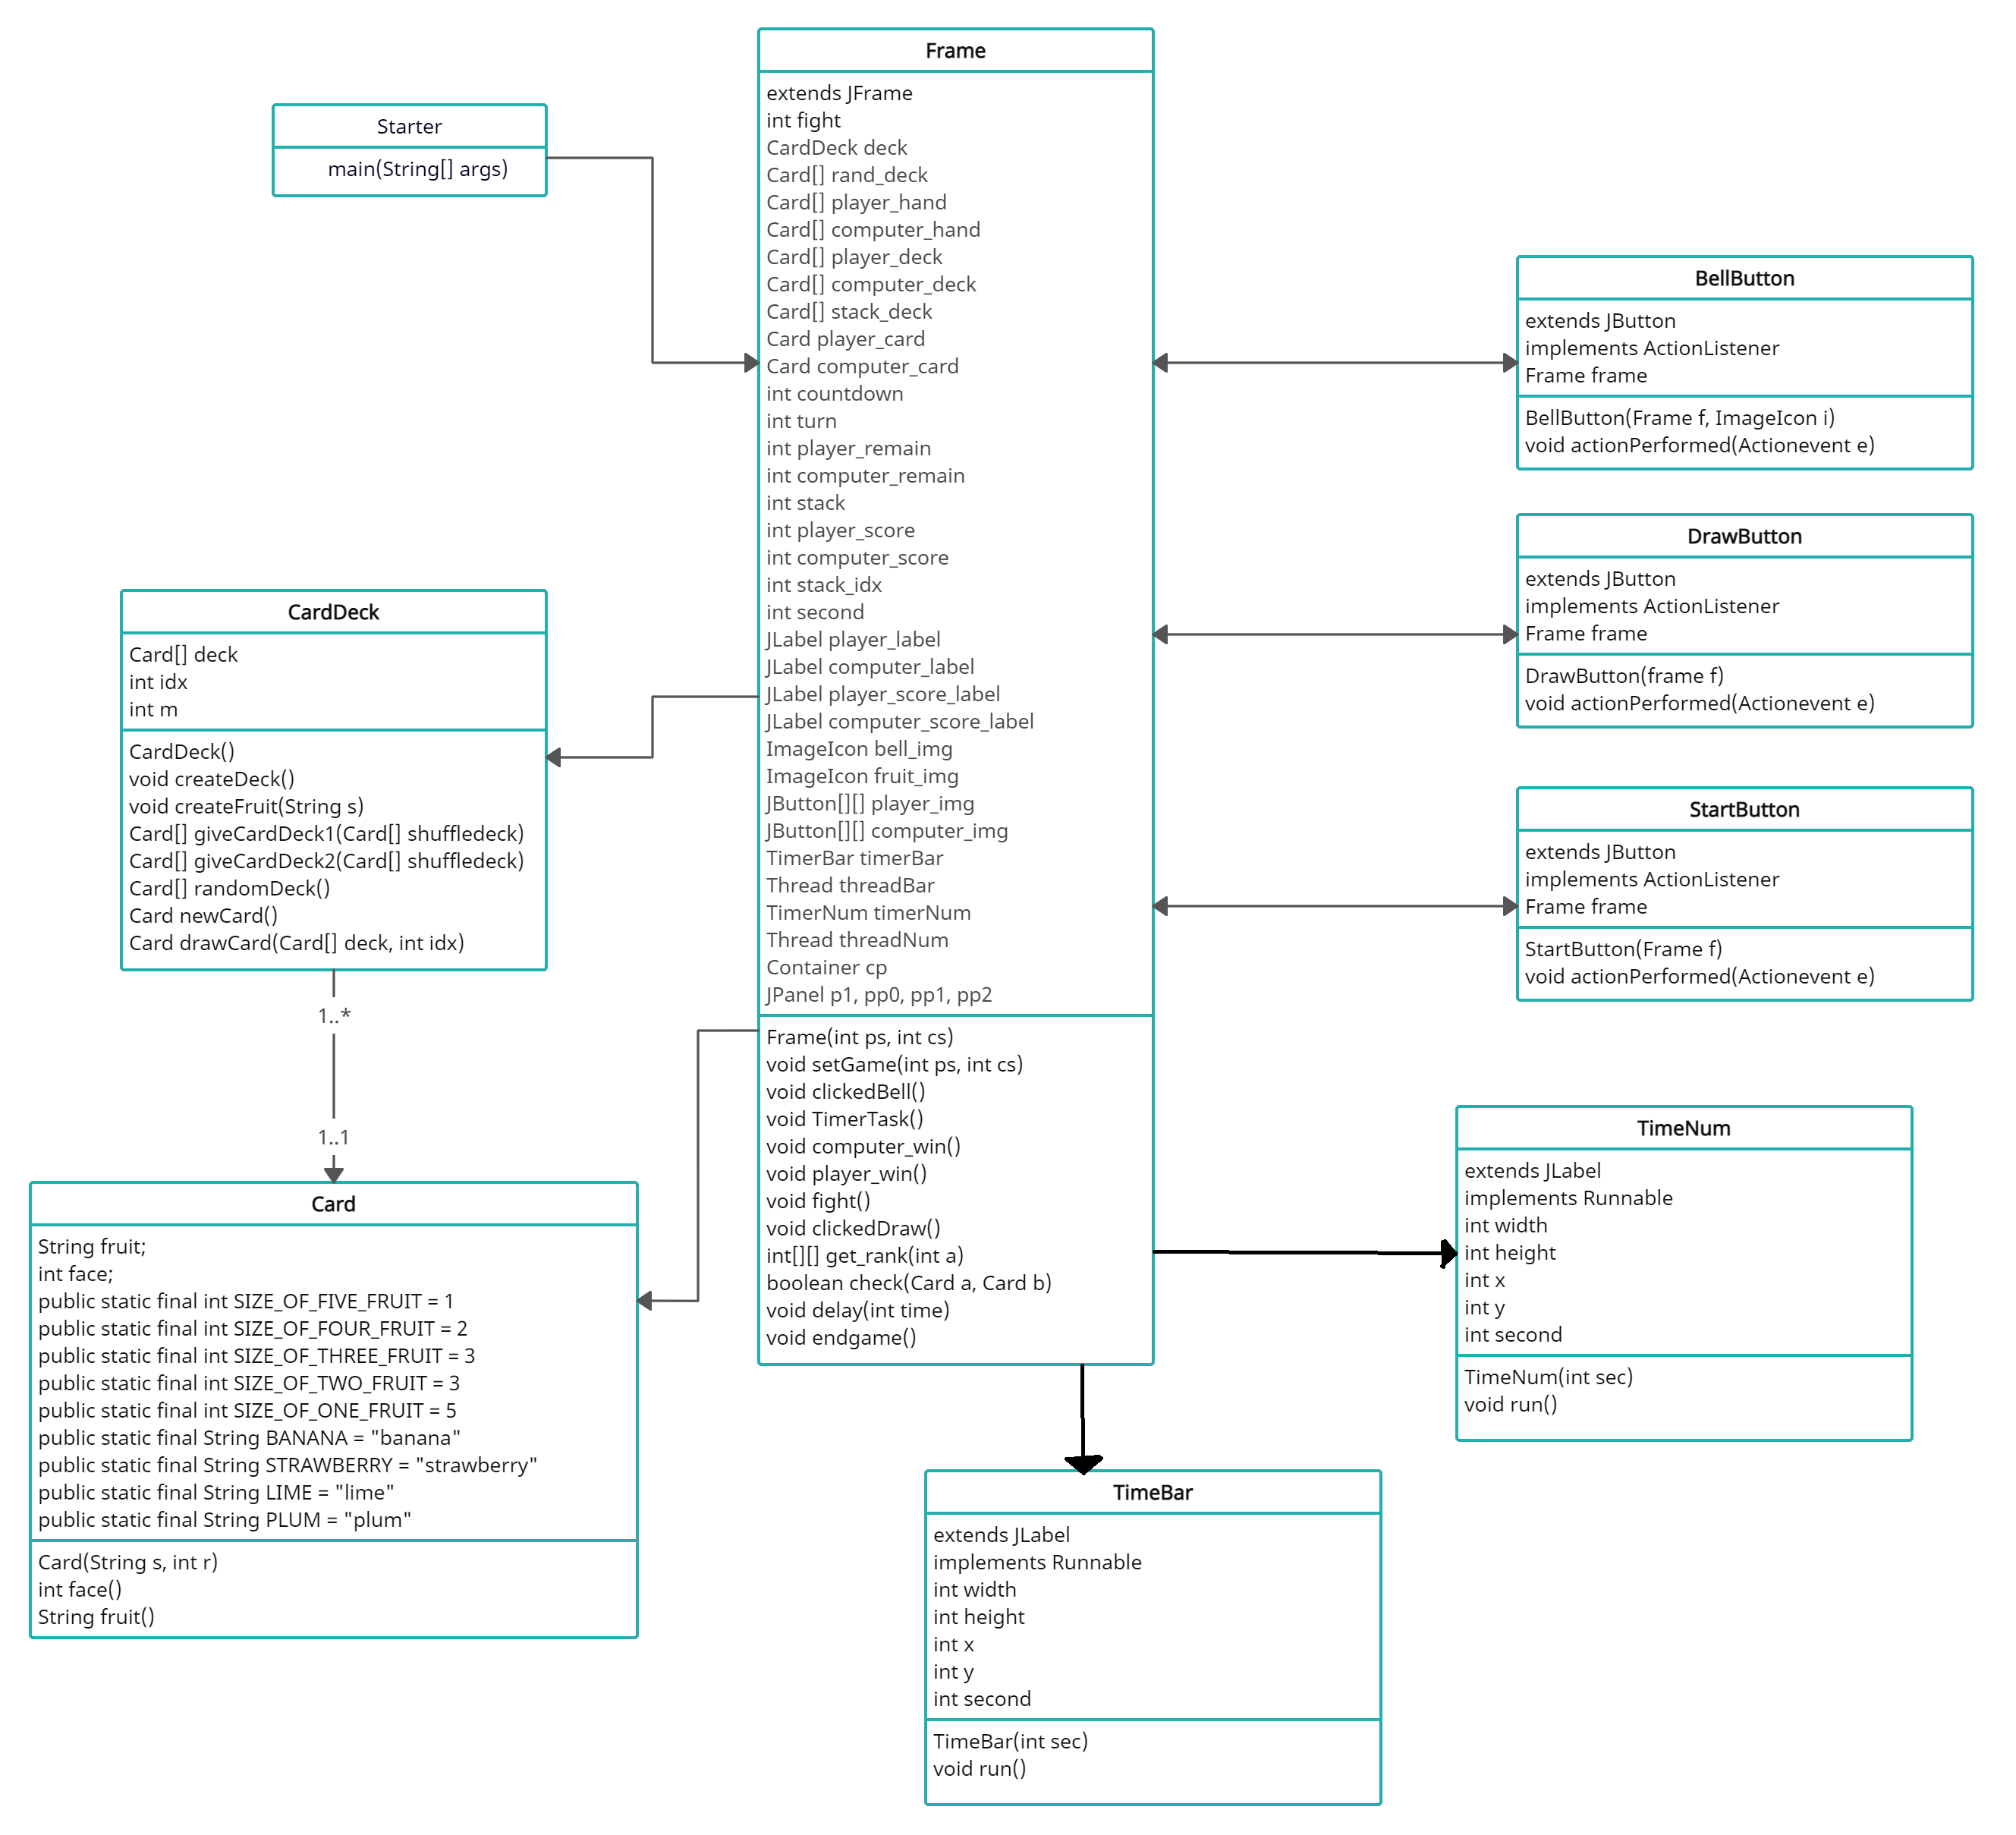 Frame
extends JFrame
int fight
CardDeck deck
Card[] rand_deck
Card[] player_hand
Card[] computer_hand
Card[] player_deck
Card[] computer_deck
Card[] stack_deck
Card player_card
Card computer_card
int countdown
int turn
int player_remain
int computer_remain
int stack
int player_score
int computer_score
int stack_idx
int second
JLabel player_label
JLabel computer_label
JLabel player_score_label
JLabel computer_score_label
ImageIcon bell_img
ImageIcon fruit_img
JButton[][] player_img
JButton[][] computer_img
TimerBar timerBar
Thread threadBar
TimerNum timerNum
Thread threadNum
Container cp
JPanel p1, pp0, pp1, pp2
Frame(int ps, int cs)
void setGame(int ps, int cs)
void clickedBell()
void TimerTask()
void computer_win()
void player_win()
void fight()
void clickedDraw()
int[][] get_rank(int a)
boolean check(Card a, Card b)
void delay(int time)
void endgame()
Starter
main(String[] args)
CardDeck
Card[] deck
int idx
int m
CardDeck()
void createDeck()
void createFruit(String s)
Card[] giveCardDeck1(Card[] shuffledeck)
Card[] giveCardDeck2(Card[] shuffledeck)
Card[] randomDeck()
Card newCard()
Card drawCard(Card[] deck, int idx)
1..*
1..1
Card
String fruit;
int face;
public static final int SIZE_OF_FIVE_FRUIT = 1
public static final int SIZE_OF_FOUR_FRUIT = 2
public static final int SIZE_OF_THREE_FRUIT = 3
public static final int SIZE_OF_TWO_FRUIT = 3
public static final int SIZE_OF_ONE_FRUIT = 5
public static final String BANANA = "banana"
public static final String STRAWBERRY = "strawberry"
public static final String LIME = "lime"
public static final String PLUM = "plum"
Card(String s, int r)
int face()
String fruit()
BellButton
extends JButton
implements ActionListener
Frame frame
BellButton(Frame f, ImageIcon i)
void actionPerformed(Actionevent e)
DrawButton
extends JButton
implements ActionListener
Frame frame
DrawButton(frame f)
void actionPerformed(Actionevent e)
StartButton
extends JButton
implements ActionListener
Frame frame
StartButton(Frame f)
void actionPerformed(Actionevent e)
TimeNum
extends JLabel
implements Runnable
int width
int height
int x
int y
int second
TimeNum(int sec)
void run()
TimeBar
extends JLabel
implements Runnable
int width
int height
int x
int y
int second
TimeBar(int sec)
void run()